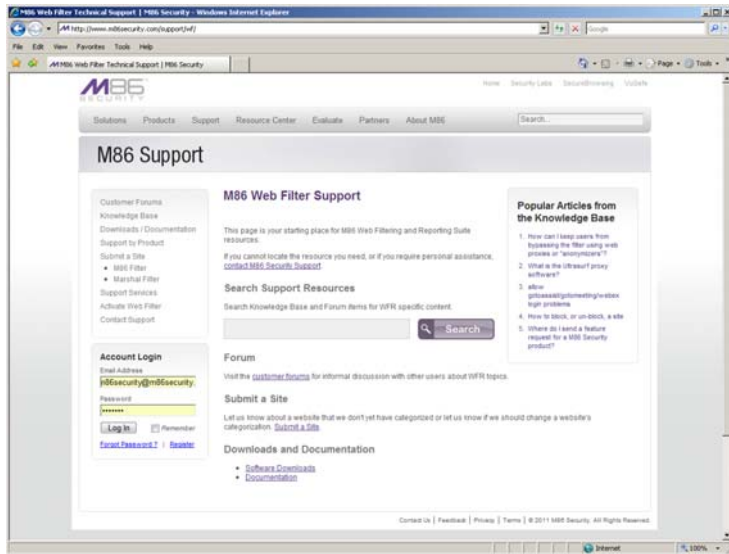 M86 Web Filter Technical Support | M86 Security - Windows Internet Explorer
http://www.m86security.com/support/wf/
Google
File Edit View Favorites Tools Help
M86 Web Filter Technical Support | M86 Security
Page Tools
M86
SECURITY
Home Security Labs SecureBrowsing VuSafe
Solutions Products Support Resource Center Evaluate Partners About M86
Search...
M86 Support
Customer Forums
Knowledge Base
Downloads / Documentation
Support by Product
Submit a Site
M86 Filter
Marshal Filter
Support Services
Activate Web Filter
Contact Support
Account Login
Email Address
m86security@m86security.
Password
Log In Remember
Forgot Password ? | Register
M86 Web Filter Support
This page is your starting place for M86 Web Filtering and Reporting Suite
resources.
If you cannot locate the resource you need, or if you require personal assistance,
contact M86 Security Support.
Search Support Resources
Search Knowledge Base and Forum items for WFR specific content.
Search
Forum
Visit the customer forums for informal discussion with other users about WFR topics.
Submit a Site
Let us know about a website that we don't yet have categorized or let us know if we should change a website's
categorization. Submit a Site.
Downloads and Documentation
Software Downloads
Documentation
Popular Articles from
the Knowledge Base
1. How can I keep users from
bypassing the filter using web
proxies or "anonymizers"?
2. What is the Ultrasurf proxy
software?
3. allow
gotoassist/gotomeeting/webex
login problems
4. How to block, or un-block, a site
5. Where do I send a feature
request for a M86 Security
product?
Contact Us | Feedback | Privacy | Terms | © 2011 M86 Security. All Rights Reserved.
Internet 100%